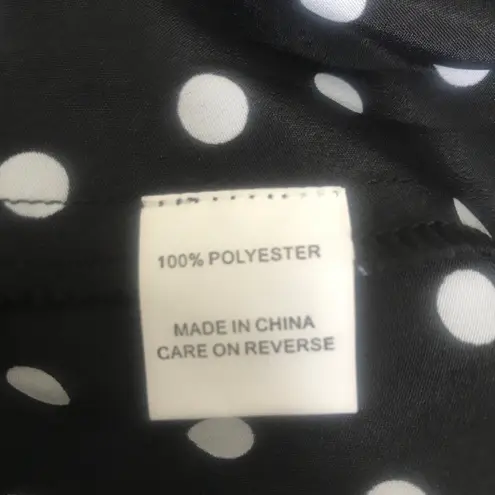 100% POLYESTER
MADE IN CHINA
CARE ON REVERSE